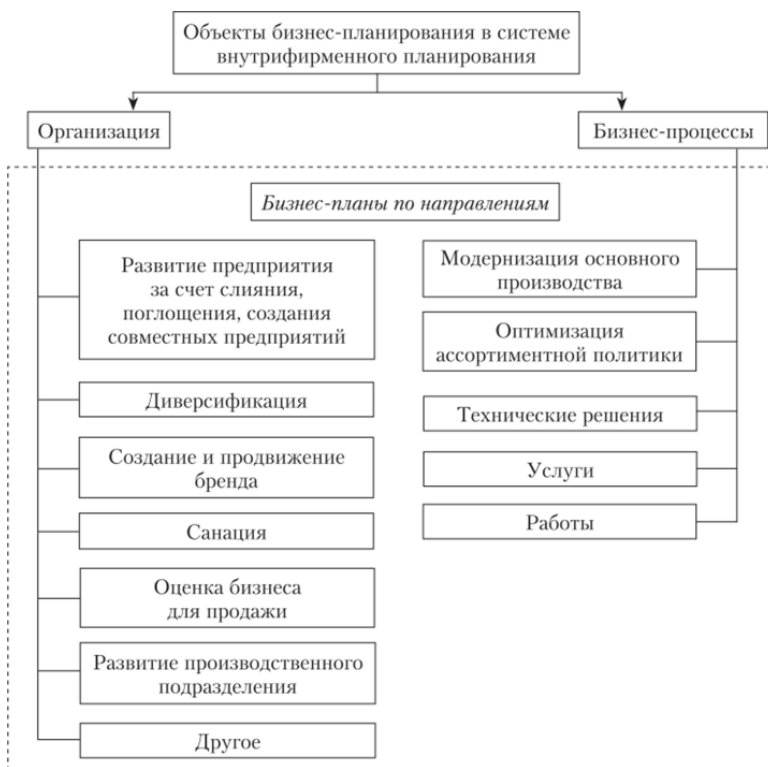 Объекты бизнес-планирования в системе
внутрифирменного планирования
Организация
Бизнес-процессы
Бизнес-планы по направлениям
Развитие предприятия
за счет слияния,
поглощения, создания
совместных предприятий
Диверсификация
Создание и продвижение
бренда
Санация
Оценка бизнеса
для продажи
Развитие производственного
подразделения
Другое
Модернизация основного
производства
Оптимизация
ассортиментной политики
Технические решения
Услуги
Работы